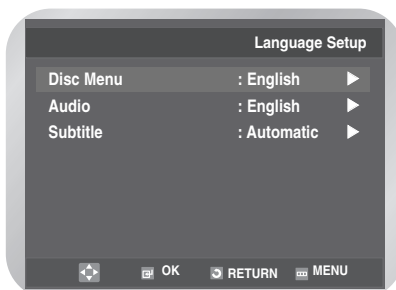 Language Setup
Disc Menu : English ▶
Audio : English ▶
Subtitle : Automatic ▶
OK RETURN MENU